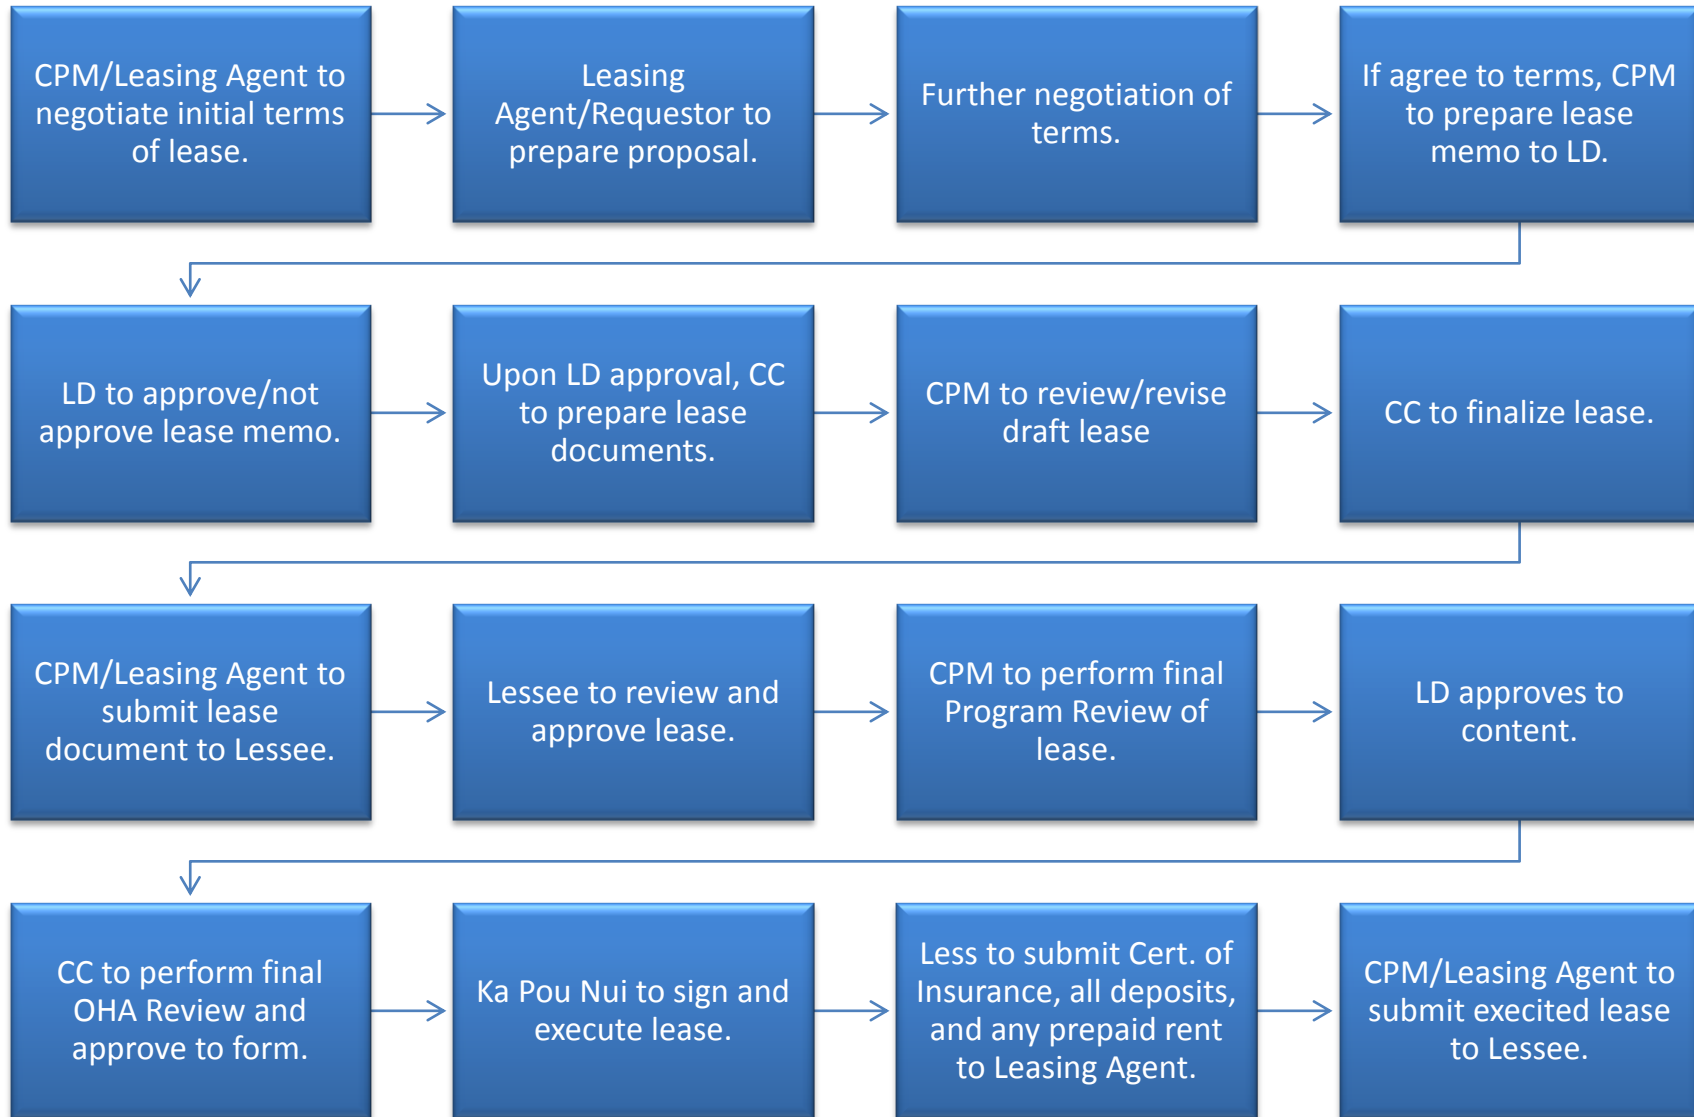 CPM/Leasing Agent to
negotiate initial terms
of lease.
Leasing
Agent/Requestor to
prepare proposal.
Further negotiation of
terms.
If agree to terms, CPM
to prepare lease
memo to LD.
LD to approve/not
approve lease memo.
Upon LD approval, CC
to prepare lease
documents.
CPM to review/revise
draft lease
CC to finalize lease.
CPM/Leasing Agent to
submit lease
document to Lessee.
Lessee to review and
approve lease.
CPM to perform final
Program Review of
lease.
LD approves to
content.
CC to perform final
OHA Review and
approve to form.
Ka Pou Nui to sign and
execute lease.
Less to submit Cert. of
Insurance, all deposits,
and any prepaid rent
to Leasing Agent.
CPM/Leasing Agent to
submit execited lease
to Lessee.